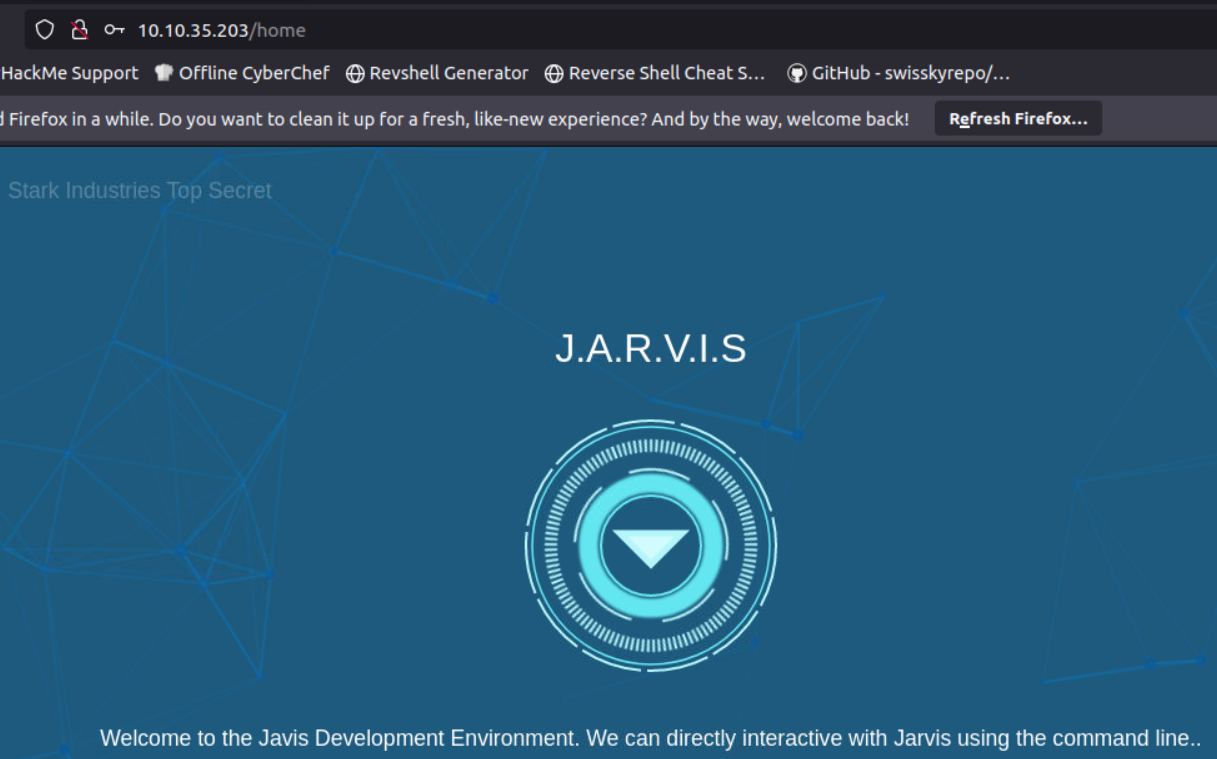 10.10.35.203/home
HackMe Support Offline CyberChef Revshell Generator Reverse Shell Cheat S... GitHub - swisskyrepo/...
Firefox in a while. Do you want to clean it up for a fresh, like-new experience? And by the way, welcome back! Refresh Firefox...
Stark Industries Top Secret
J.A.R.V.I.S
Welcome to the Javis Development Environment. We can directly interactive with Jarvis using the command line..